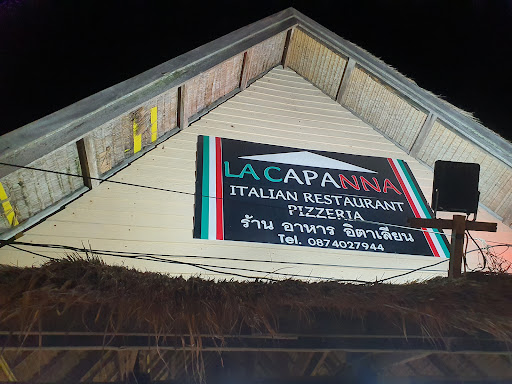 LA CAPANNA
ITALIAN RESTAURANT
PIZZERIA
ร้าน อาหาร อิตาเลียน
Tel. 0874027944